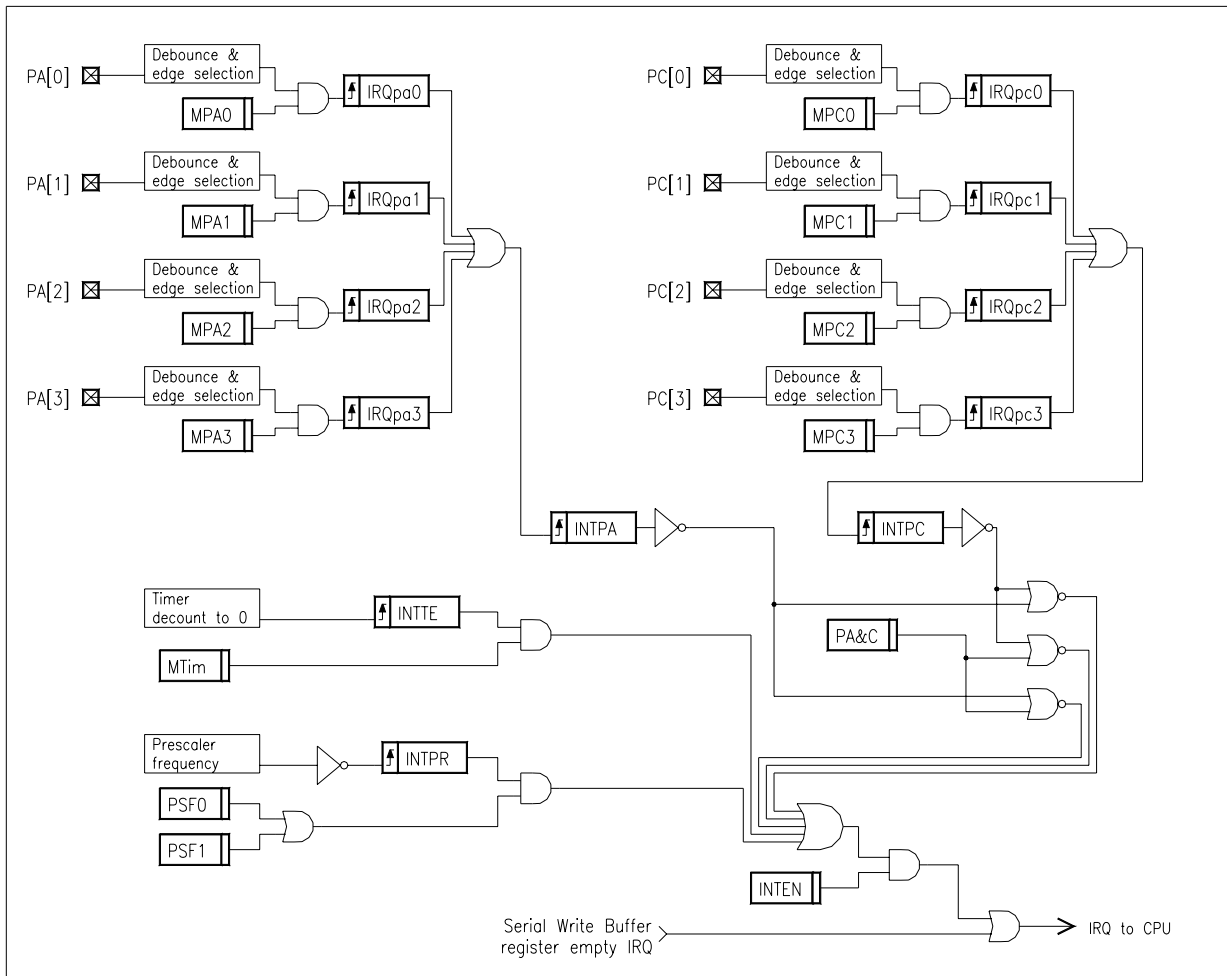 Debounce &
edge selection
PA[0]
MPA0
IRQpa0
Debounce &
edge selection
PA[1]
MPA1
IRQpa1
Debounce &
edge selection
PA[2]
MPA2
IRQpa2
Debounce &
edge selection
PA[3]
MPA3
IRQpa3
Debounce &
edge selection
PC[0]
MPC0
IRQpc0
Debounce &
edge selection
PC[1]
MPC1
IRQpc1
Debounce &
edge selection
PC[2]
MPC2
IRQpc2
Debounce &
edge selection
PC[3]
MPC3
IRQpc3
INTPA
INTPC
Timer
decount to 0
INTTE
MTim
PA&C
Prescaler
frequency
INTPR
PSF0
PSF1
INTEN
Serial Write Buffer
register empty IRQ
IRQ to CPU